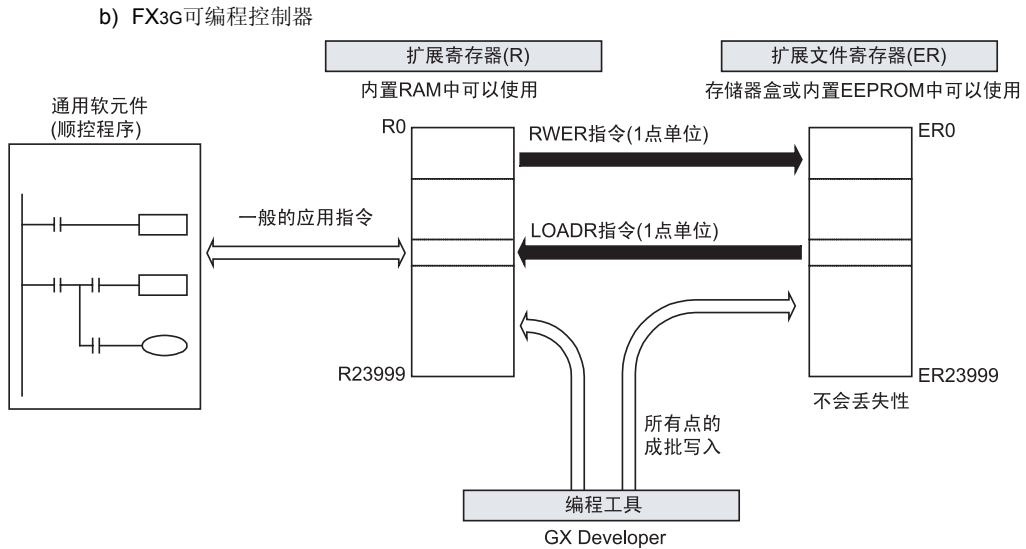 b) FX3G可编程控制器
扩展寄存器(R)
扩展文件寄存器(ER)
内置RAM中可以使用
存储器盒或内置EEPROM中可以使用
通用软元件
(顺控程序)
R0
RWER指令(1点单位)
ER0
一般的应用指令
LOADR指令(1点单位)
R23999
ER23999
不会丢失性
所有点的
成批写入
编程工具
GX Developer